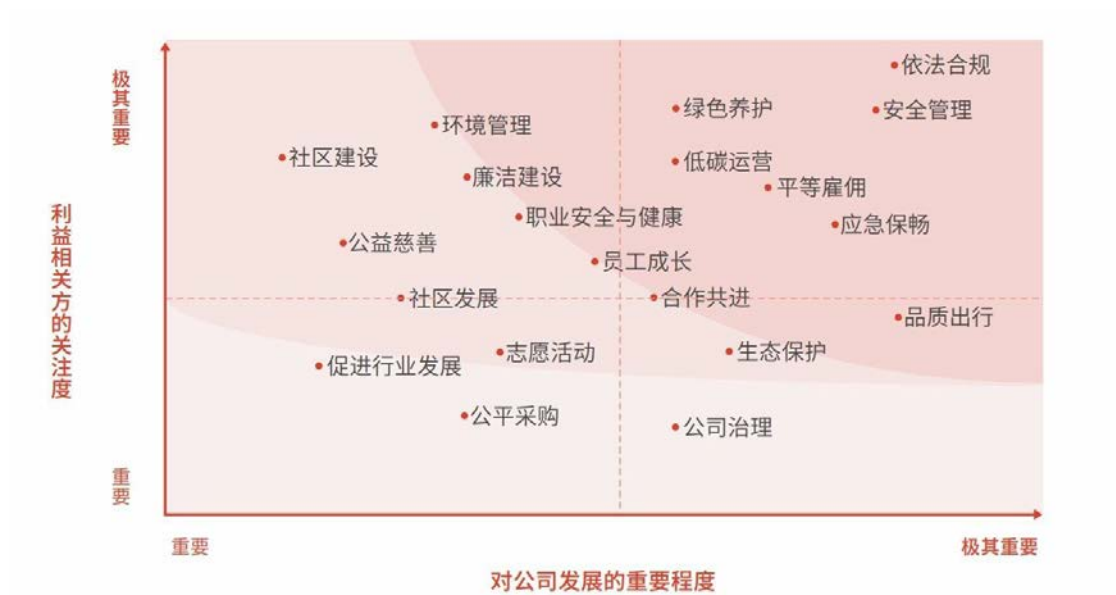 极其重要
利益相关方的关注度
重要
依法合规
绿色养护
安全管理
环境管理
社区建设
低碳运营
廉洁建设
平等雇佣
职业安全与健康
应急保畅
公益慈善
员工成长
社区发展
合作共进
品质出行
志愿活动
生态保护
促进行业发展
公平采购
公司治理
重要
极其重要
对公司发展的重要程度